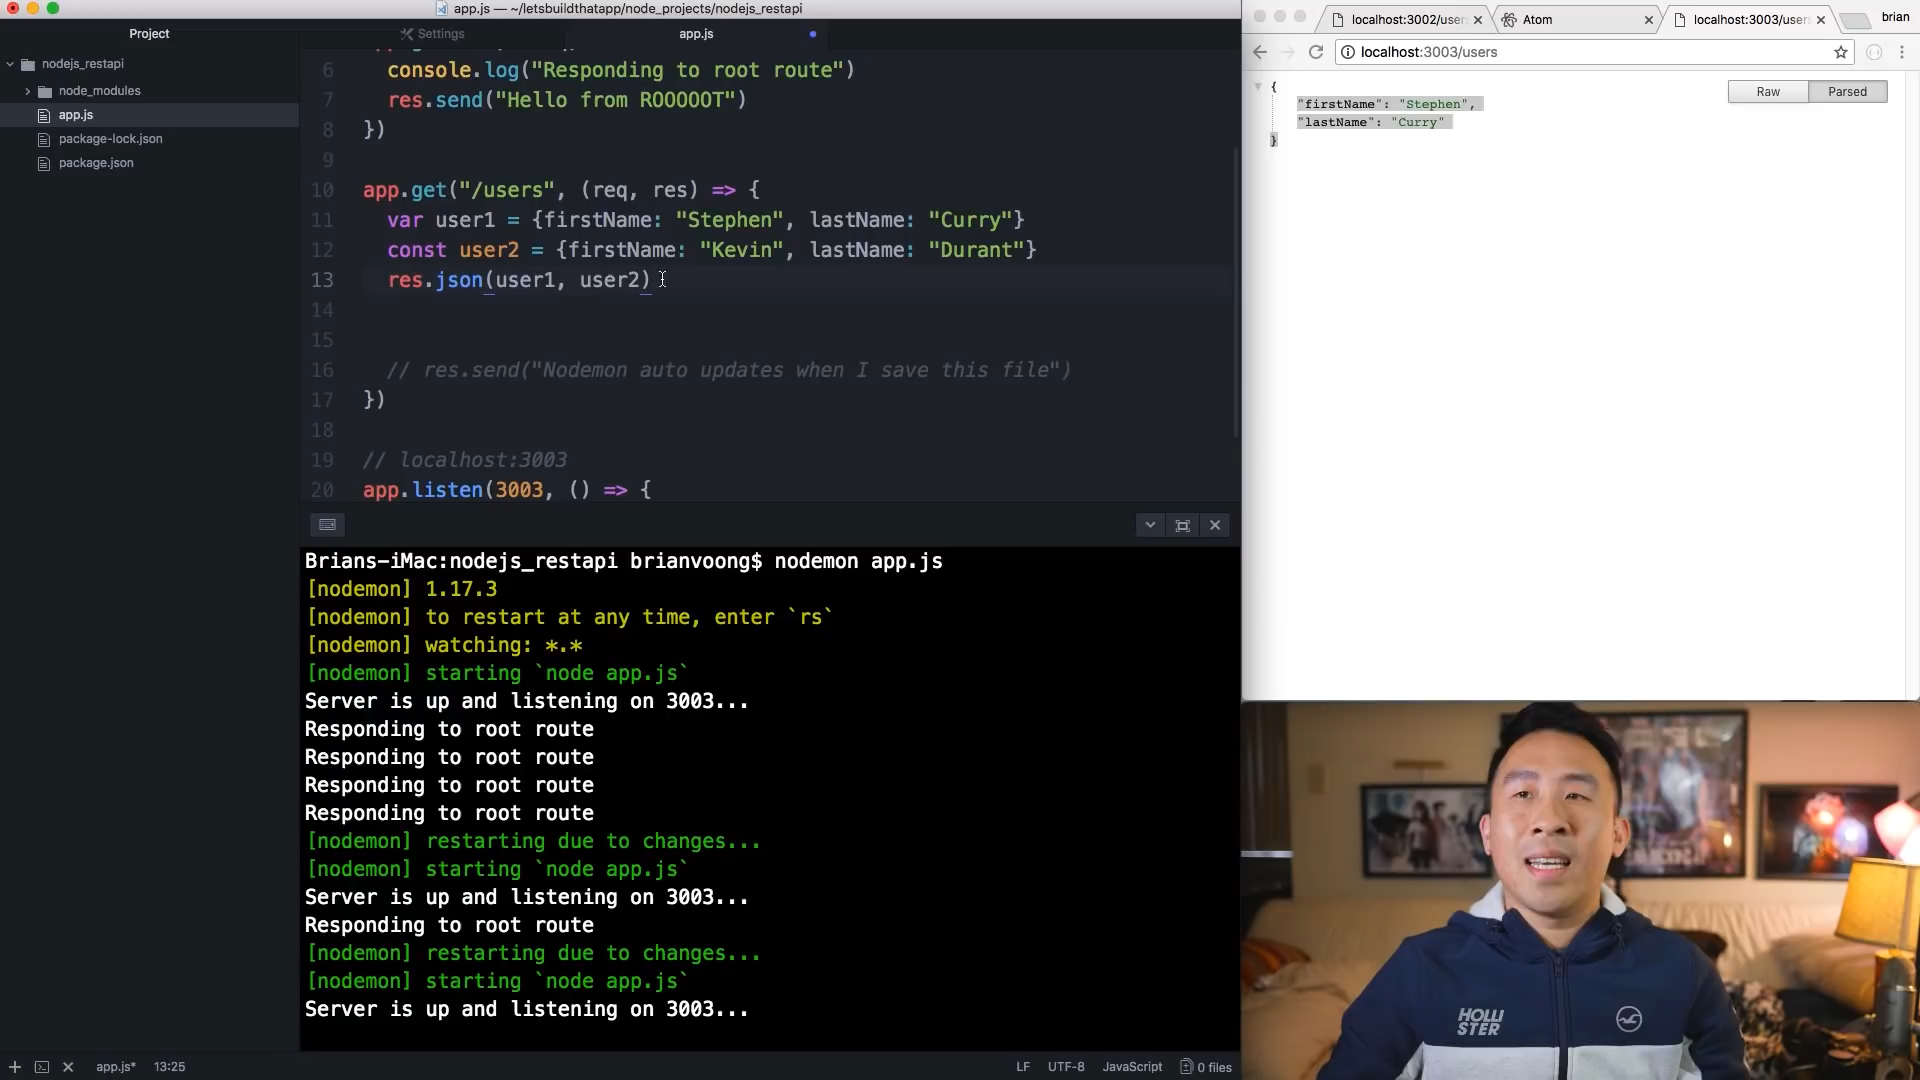 app.js — ~/letsbuildthatapp/node_projects/nodejs_restapi
Project
nodejs_restapi
node_modules
app.js
package-lock.json
package.json
Settings
app.js
6 console.log("Responding to root route")
7 res.send("Hello from ROOOOOT")
8 })
9
10 app.get("/users", (req, res) => {
11 var user1 = {firstName: "Stephen", lastName: "Curry"}
12 const user2 = {firstName: "Kevin", lastName: "Durant"}
13 res.json(user1, user2)
14
15
16 // res.send("Nodemon auto updates when I save this file")
17 })
18
19 // localhost:3003
20 app.listen(3003, () => {
Brians-iMac:nodejs_restapi brianvoong$ nodemon app.js
[nodemon] 1.17.3
[nodemon] to restart at any time, enter `rs`
[nodemon] watching: *.*
[nodemon] starting `node app.js`
Server is up and listening on 3003...
Responding to root route
Responding to root route
Responding to root route
Responding to root route
[nodemon] restarting due to changes...
[nodemon] starting `node app.js`
Server is up and listening on 3003...
Responding to root route
[nodemon] restarting due to changes...
[nodemon] starting `node app.js`
Server is up and listening on 3003...
app.js* 13:25
LF UTF-8 JavaScript 0 files
localhost:3002/user
Atom
localhost:3003/user
brian
localhost:3003/users
Raw Parsed
{
"firstName": "Stephen",
"lastName": "Curry"
}
HOLLI
STER